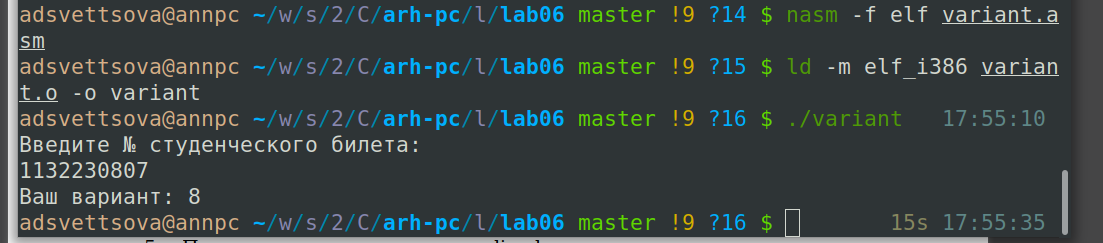 adsvettsova@annpc ~/w/s/2/C/arh-pc/l/lab06 master !9 ?14 $ nasm -f elf variant.a
sm
adsvettsova@annpc ~/w/s/2/C/arh-pc/l/lab06 master !9 ?15 $ ld -m elf_i386 varian
t.o -o variant
adsvettsova@annpc ~/w/s/2/C/arh-pc/l/lab06 master !9 ?16 $ ./variant 17:55:10
Введите № студенческого билета:
1132230807
Ваш вариант: 8
adsvettsova@annpc ~/w/s/2/C/arh-pc/l/lab06 master !9 ?16 $ 15s 17:55:35